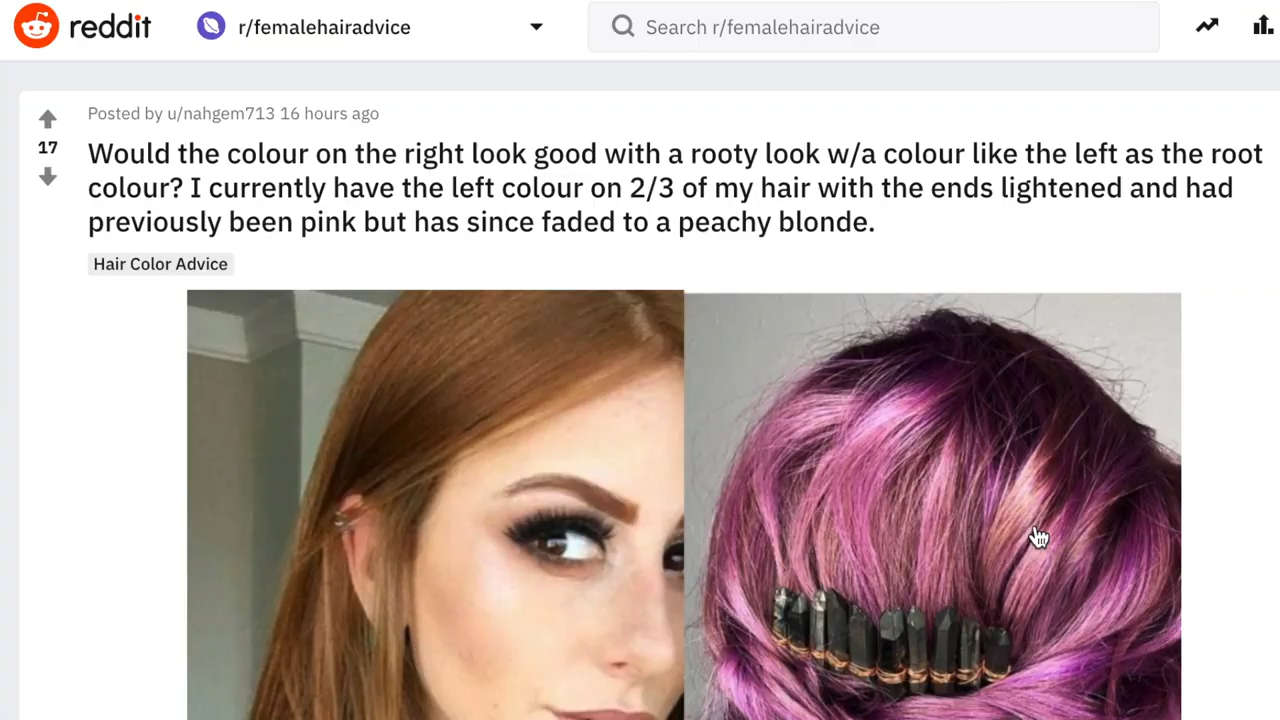 reddit
r/femalehairadvice
Search r/femalehairadvice
Posted by u/nahgem713 16 hours ago
17
Would the colour on the right look good with a rooty look w/a colour like the left as the root
colour? I currently have the left colour on 2/3 of my hair with the ends lightened and had
previously been pink but has since faded to a peachy blonde.
Hair Color Advice